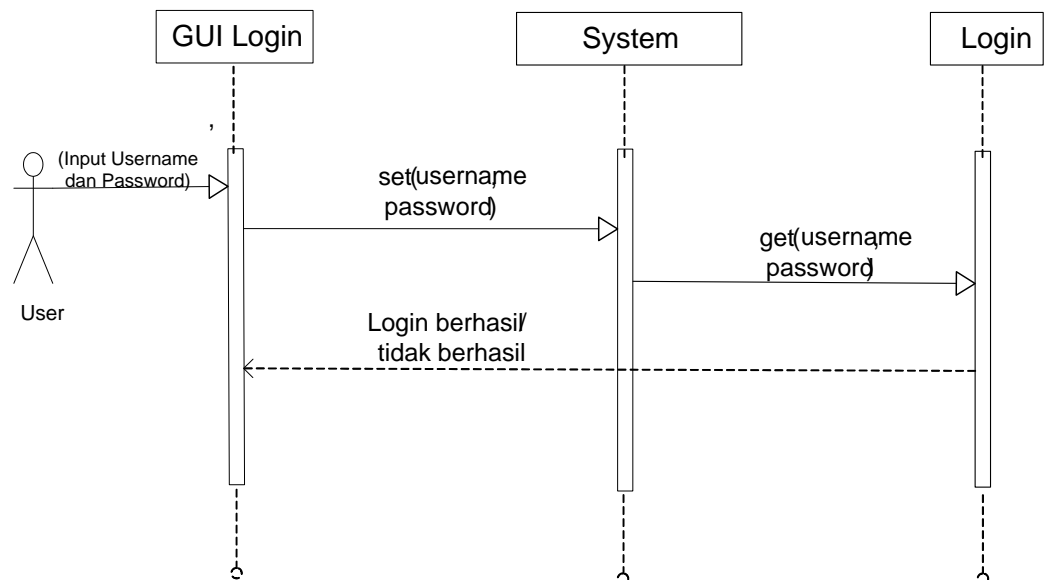 GUI Login
System
Login
,
(Input Username
dan Password)
set(username,
password)
get(username,
password)
User
Login berhasil/
tidak berhasil